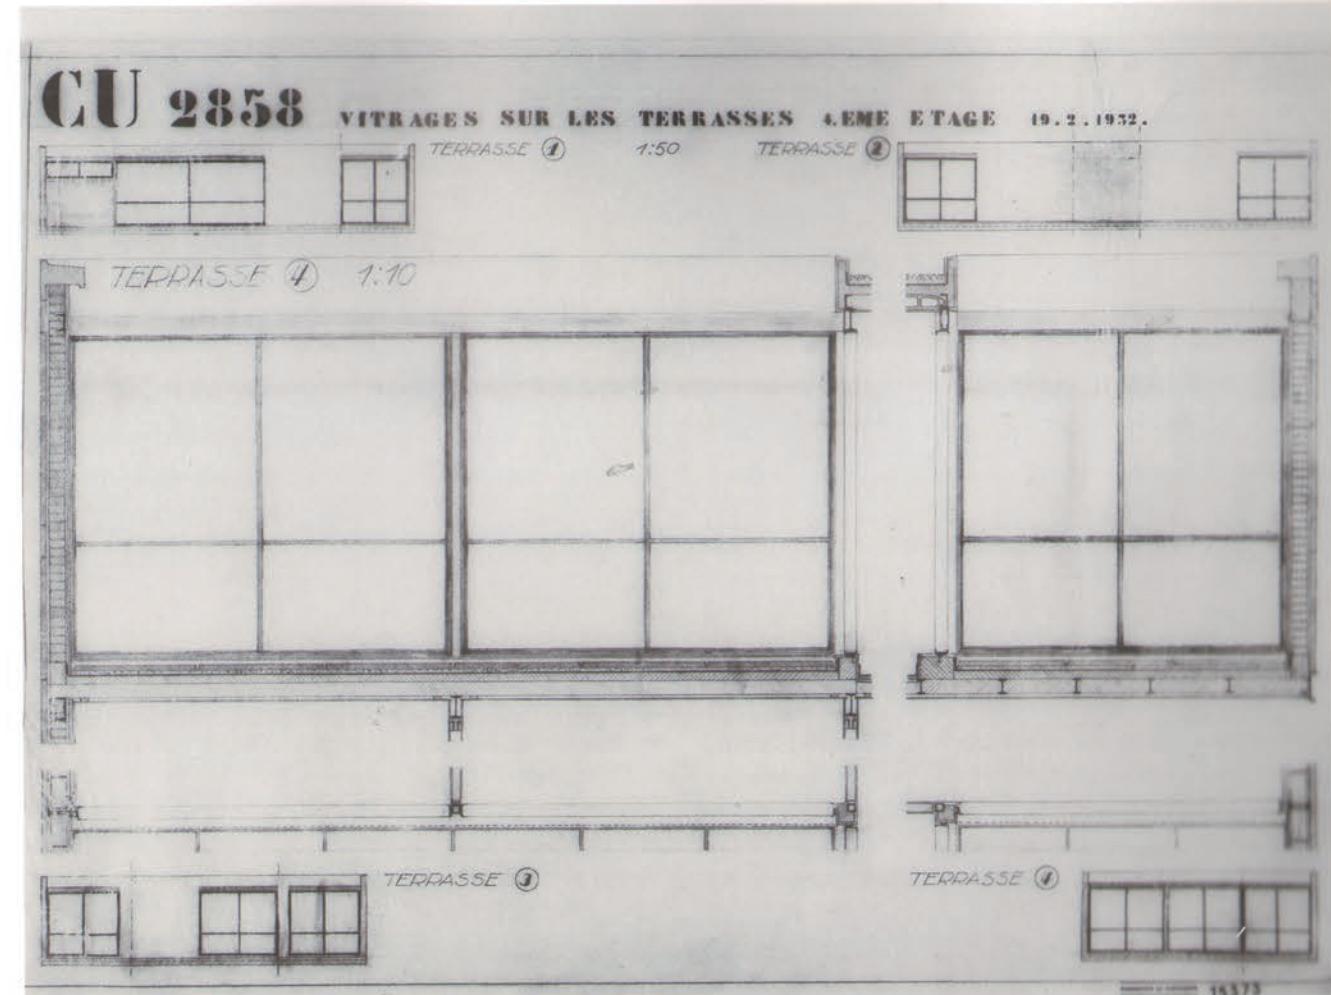 CU 2858 VITRAGES SUR LES TERRASSES 4.EME ETAGE 19.2.1932.
TERRASSE 1 1:50 TERRASSE 2
TERRASSE 4 1:10
TERRASSE 3 TERRASSE 4
15373